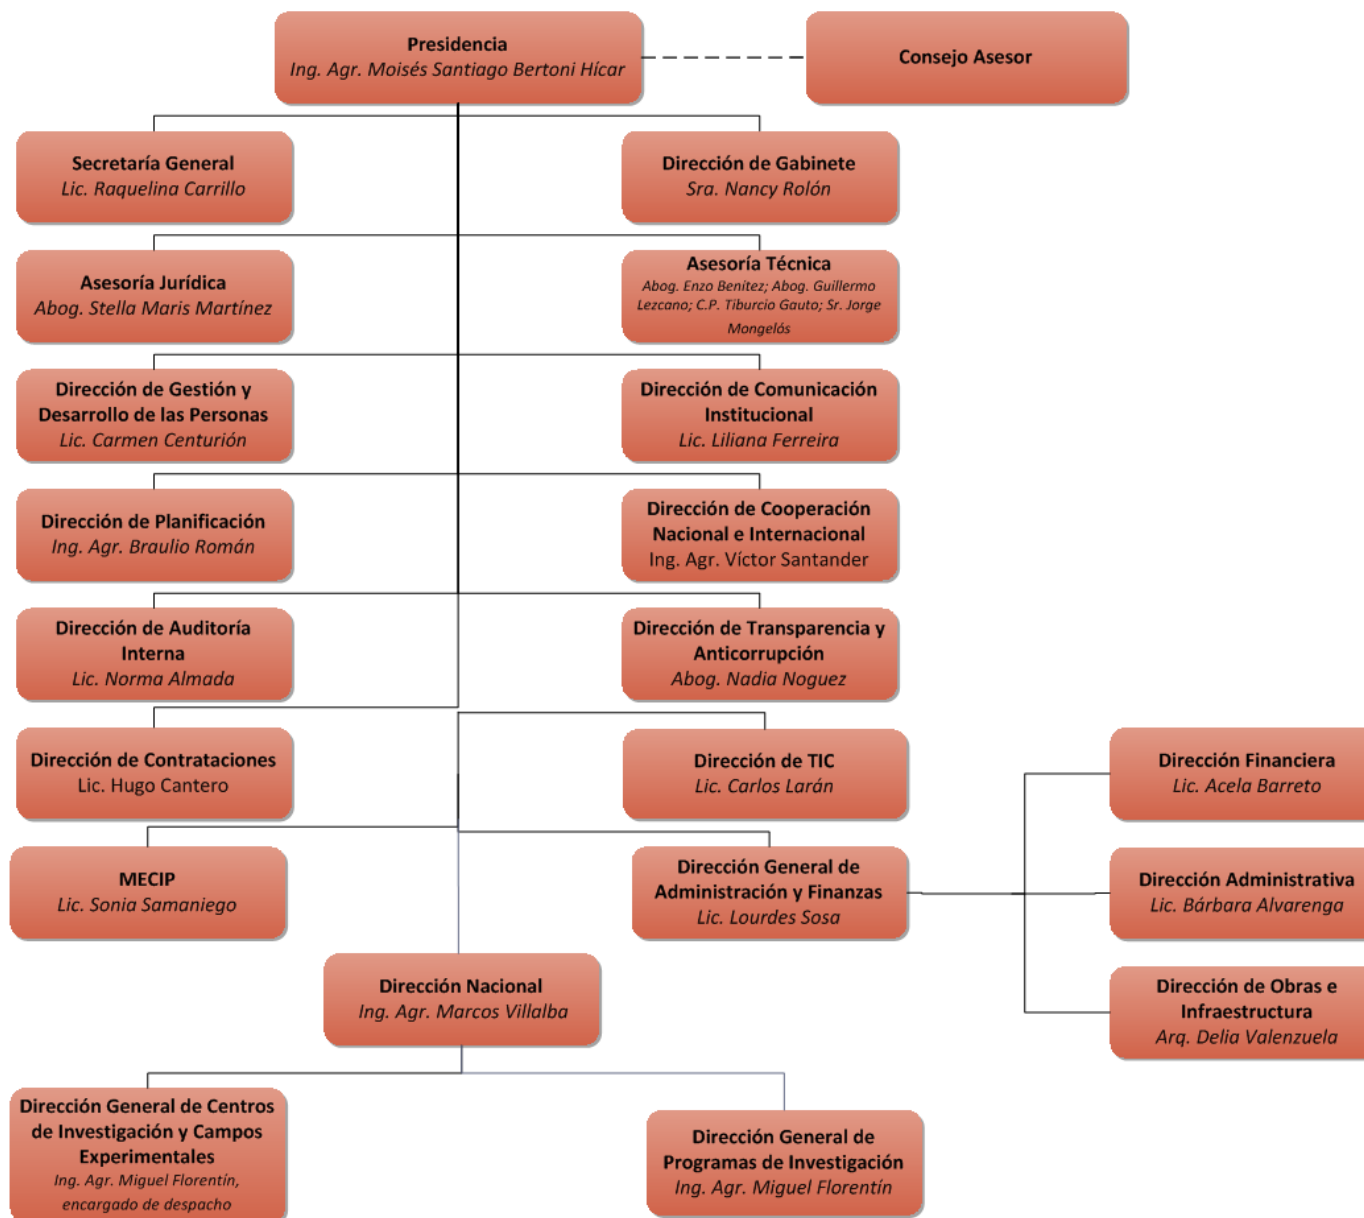 Presidencia
Ing. Agr. Moisés Santiago Bertoni Hícar
Consejo Asesor
Secretaría General
Lic. Raquelina Carrillo
Dirección de Gabinete
Sra. Nancy Rolón
Asesoría Jurídica
Abog. Stella Maris Martínez
Asesoría Técnica
Abog. Enzo Benítez; Abog. Guillermo
Lezcano; C.P. Tiburcio Gauto; Sr. Jorge
Mongelós
Dirección de Gestión y
Desarrollo de las Personas
Lic. Carmen Centurión
Dirección de Comunicación
Institucional
Lic. Liliana Ferreira
Dirección de Planificación
Ing. Agr. Braulio Román
Dirección de Cooperación
Nacional e Internacional
Ing. Agr. Víctor Santander
Dirección de Auditoría
Interna
Lic. Norma Almada
Dirección de Transparencia y
Anticorrupción
Abog. Nadia Noguez
Dirección de Contrataciones
Lic. Hugo Cantero
Dirección de TIC
Lic. Carlos Larán
Dirección Financiera
Lic. Acela Barreto
MECIP
Lic. Sonia Samaniego
Dirección General de
Administración y Finanzas
Lic. Lourdes Sosa
Dirección Administrativa
Lic. Bárbara Alvarenga
Dirección Nacional
Ing. Agr. Marcos Villalba
Dirección de Obras e
Infraestructura
Arq. Delia Valenzuela
Dirección General de Centros
de Investigación y Campos
Experimentales
Ing. Agr. Miguel Florentín,
encargado de despacho
Dirección General de
Programas de Investigación
Ing. Agr. Miguel Florentín